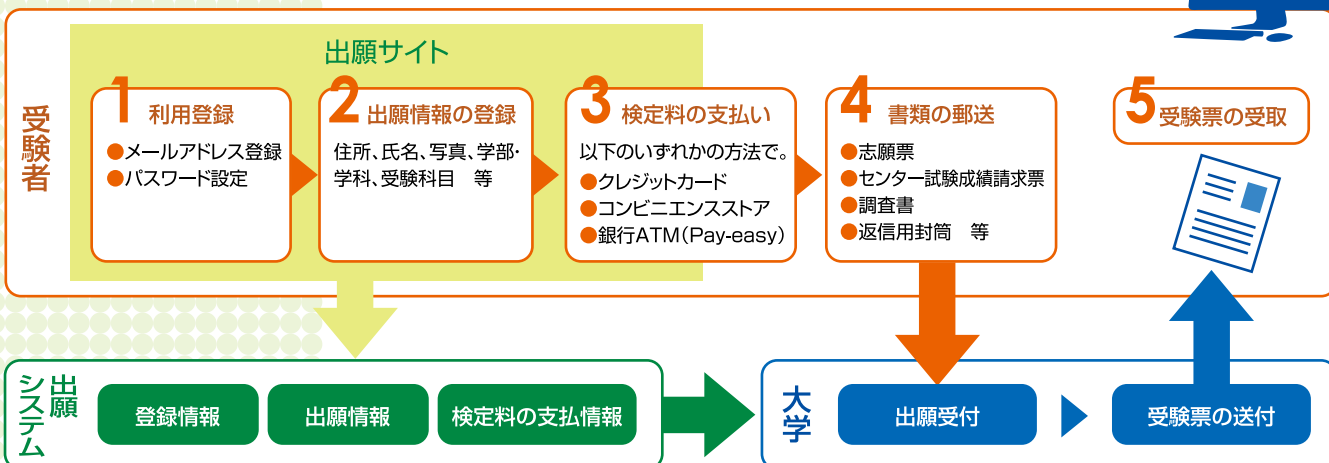 出願サイト
受験者
1 利用登録
●メールアドレス登録
●パスワード設定
2 出願情報の登録
住所、氏名、写真、学部・
学科、受験科目　等
3 検定料の支払い
以下のいずれかの方法で。
●クレジットカード
●コンビニエンスストア
●銀行ATM(Pay-easy)
4 書類の郵送
●志願票
●センター試験成績請求票
●調査書
●返信用封筒　等
5 受験票の受取
出願
システム
登録情報
出願情報
検定料の支払情報
大学
出願受付
受験票の送付